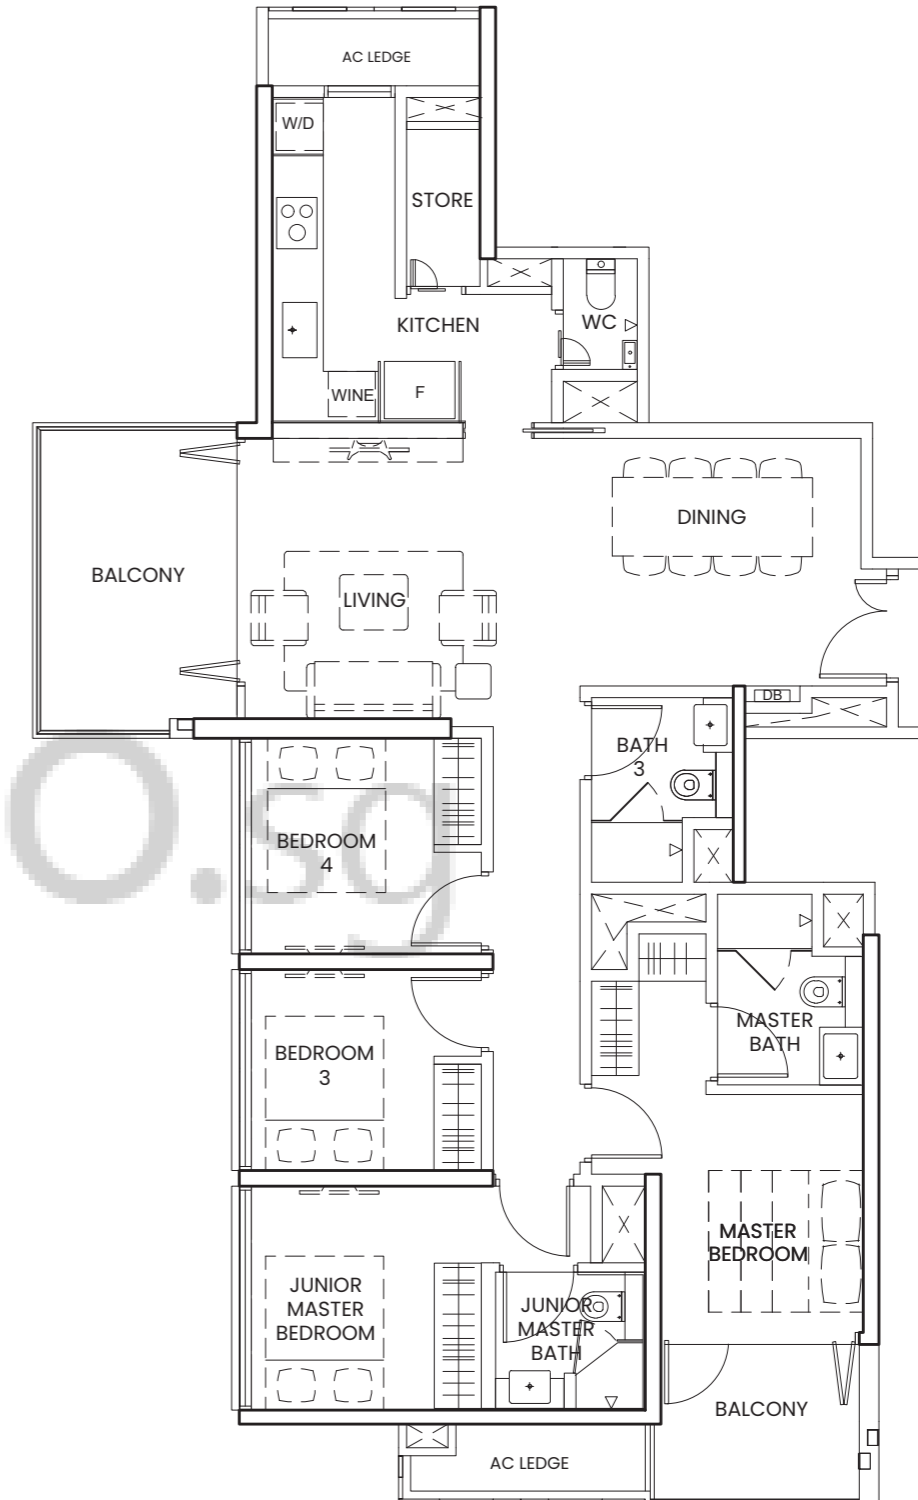 AC LEDGE
W/D
STORE
KITCHEN
WC
WINE
F
DINING
BALCONY
LIVING
DB
BATH
3
O.sg
BEDROOM
4
MASTER
BATH
BEDROOM
3
MASTER
BEDROOM
JUNIOR
MASTER
BEDROOM
JUNIOR
MASTER
BATH
BALCONY
AC LEDGE